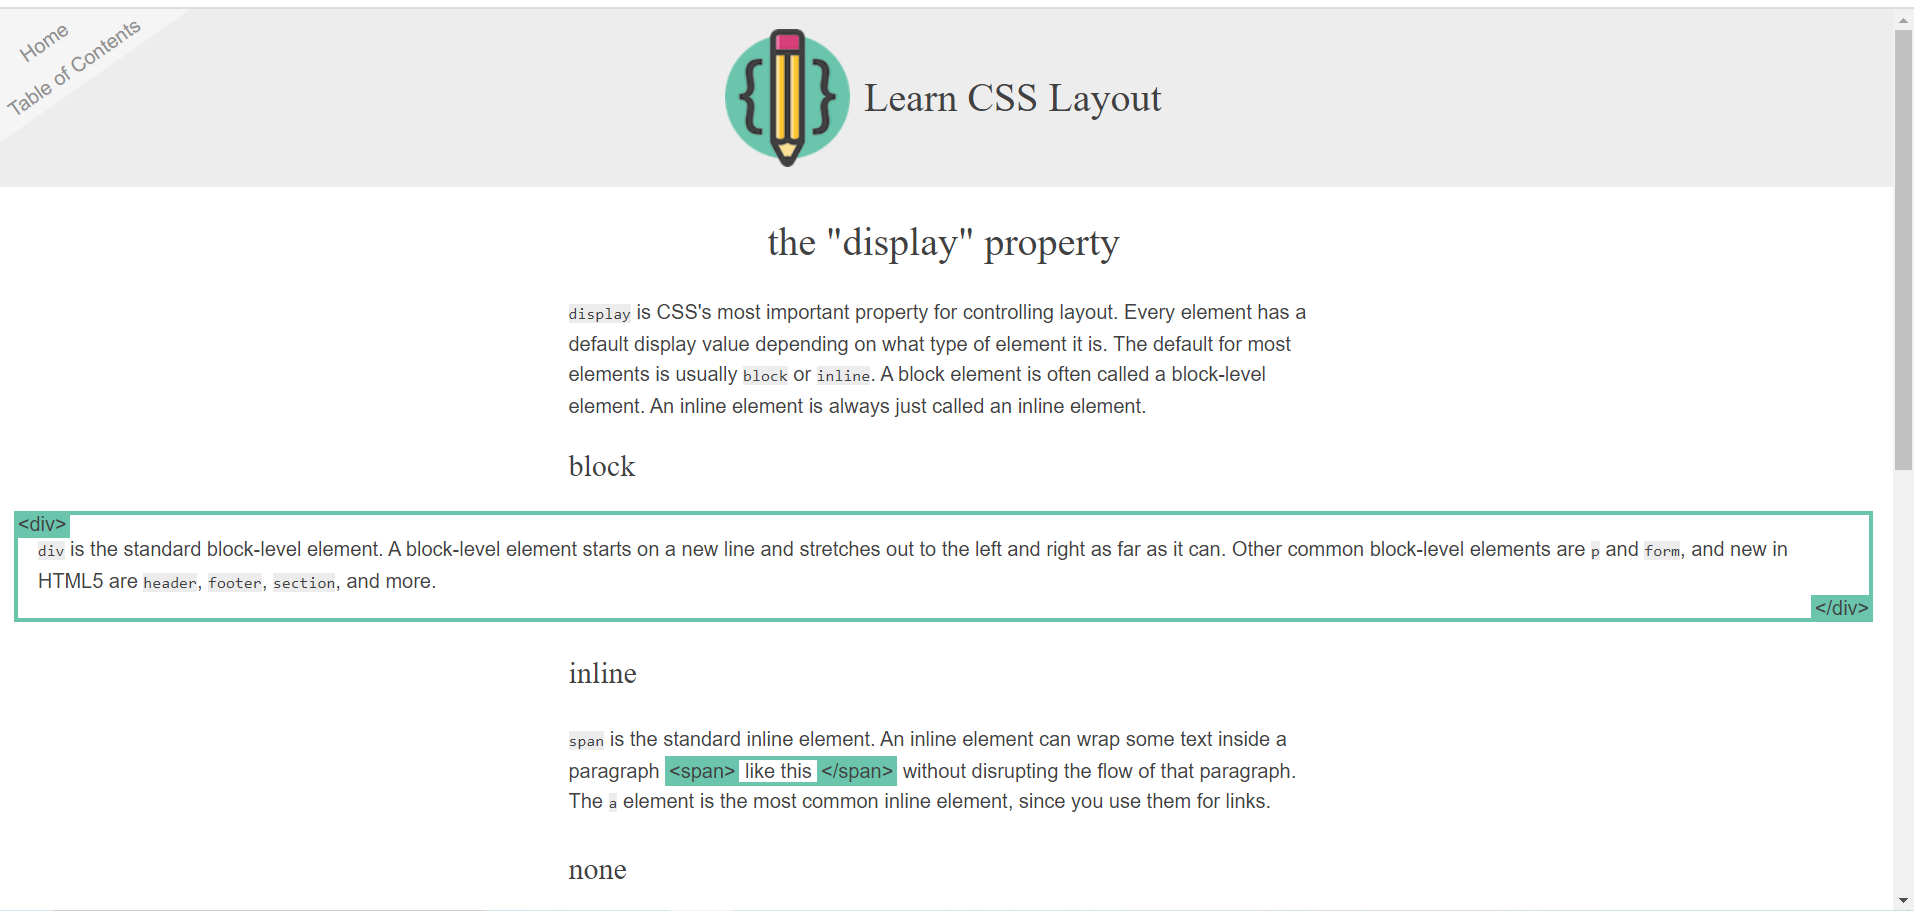 Home
Table of Contents
{ }
Learn CSS Layout
the "display" property
display is CSS's most important property for controlling layout. Every element has a
default display value depending on what type of element it is. The default for most
elements is usually block or inline. A block element is often called a block-level
element. An inline element is always just called an inline element.
block
<div>
div is the standard block-level element. A block-level element starts on a new line and stretches out to the left and right as far as it can. Other common block-level elements are p and form, and new in
HTML5 are header, footer, section, and more.
</div>
inline
span is the standard inline element. An inline element can wrap some text inside a
paragraph <span> like this </span> without disrupting the flow of that paragraph.
The a element is the most common inline element, since you use them for links.
none